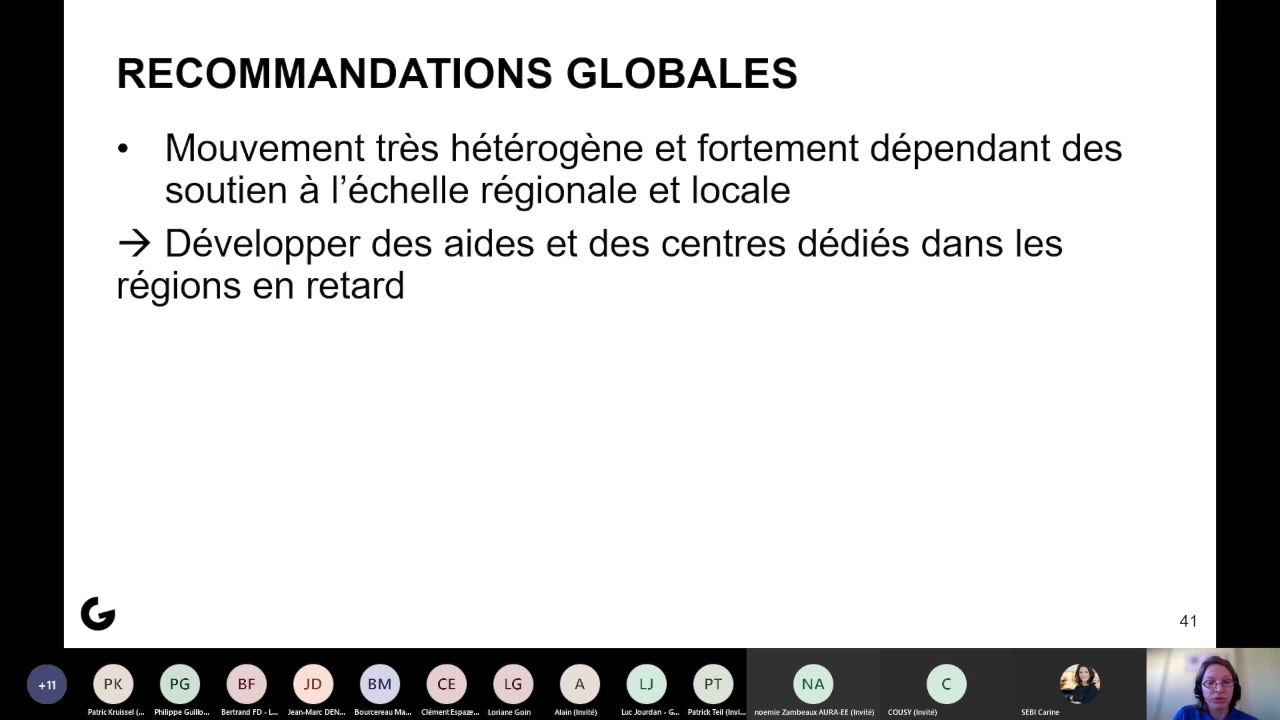 RECOMMANDATIONS GLOBALES
• Mouvement très hétérogène et fortement dépendant des
soutien à l’échelle régionale et locale
→ Développer des aides et des centres dédiés dans les
régions en retard
41
+11
PK
PG
BF
JD
BM
CE
LG
A
LJ
PT
NA
C
Patric Kruissel (...
Philippe Guillo...
Bertrand FD - L...
Jean-Marc DEN...
Bourcereau Ma...
Clément Espaze...
Loriane Goin
Alain (Invité)
Luc Jourdan - G...
Patrick Teil (Invi...
noemie Zambeaux AURA-EE (Invité)
COUSY (Invité)
SEBI Carine